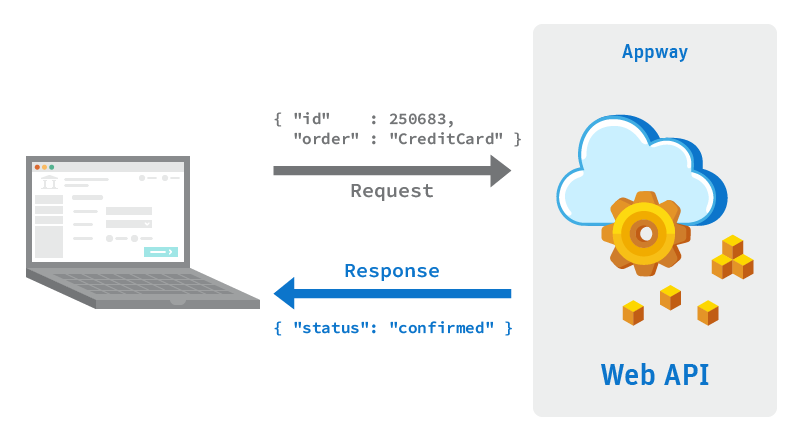 Appway
{ "id"    : 250683,
"order" : "CreditCard" }
Request
Response
{ "status": "confirmed" }
Web API